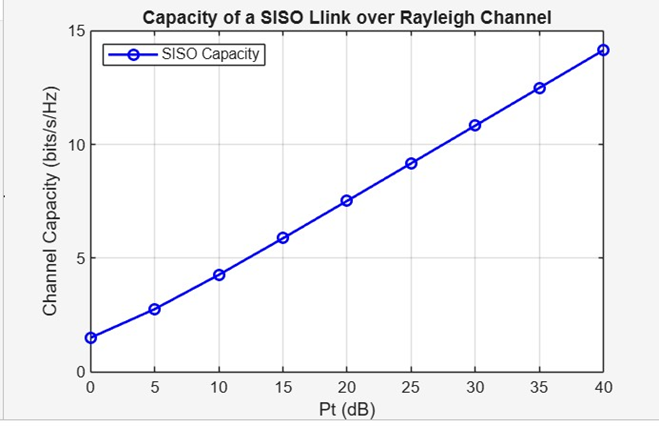 Capacity of a SISO Llink over Rayleigh Channel
SISO Capacity
Channel Capacity (bits/s/Hz)
15
10
5
0
0 5 10 15 20 25 30 35 40
Pt (dB)